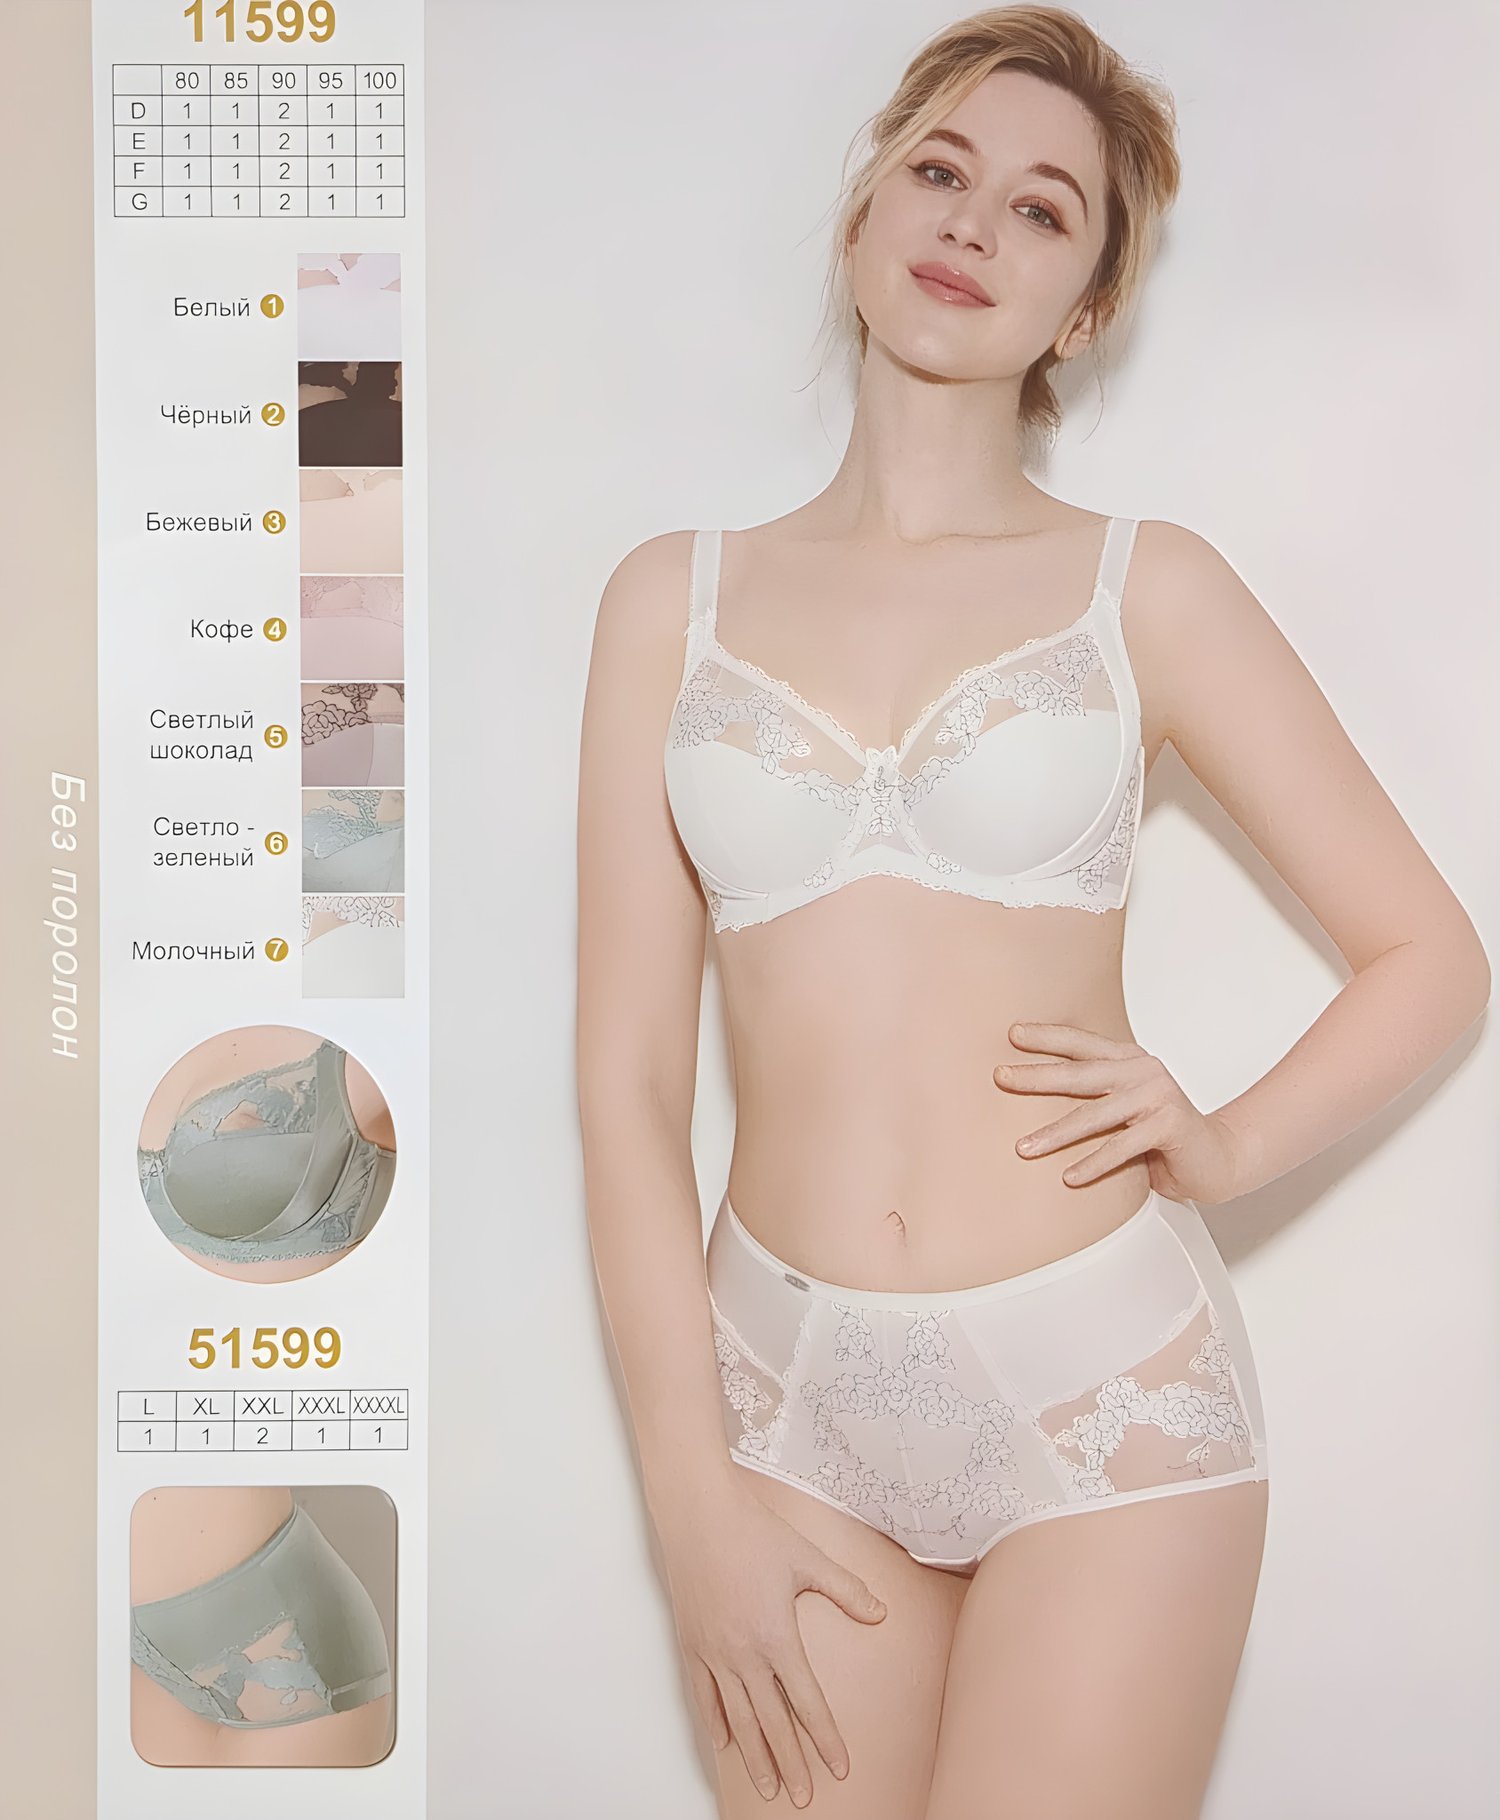 11599
80 85 90 95 100
D 1 1 2 1 1
E 1 1 2 1 1
F 1 1 2 1 1
G 1 1 2 1 1
Белый 1
Чёрный 2
Бежевый 3
Кофе 4
Светлый
шоколад 5
Светло -
зеленый 6
Молочный 7
Без поролон
51599
L XL XXL XXXL XXXXL
1 1 2 1 1